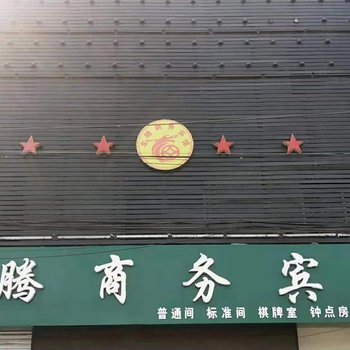 腾商务宾
普通间 标准间 棋牌室 钟点房